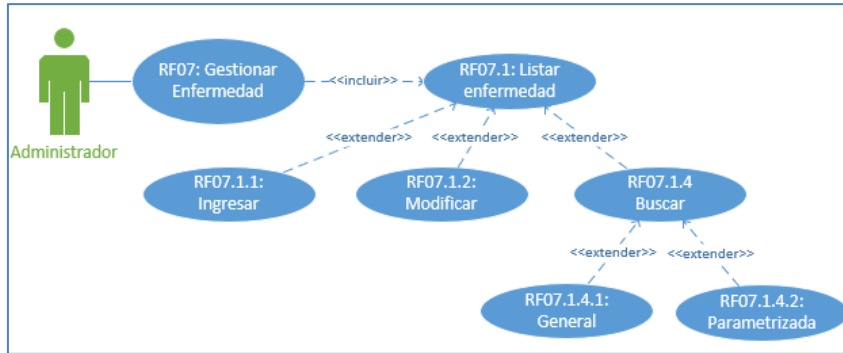 RF07: Gestionar
Enfermedad
<<incluir>>
RF07.1: Listar
enfermedad
Administrador
<<extender>>
<<extender>>
<<extender>>
RF07.1.1:
Ingresar
RF07.1.2:
Modificar
RF07.1.4
Buscar
<<extender>>
<<extender>>
RF07.1.4.1:
General
RF07.1.4.2:
Parametrizada